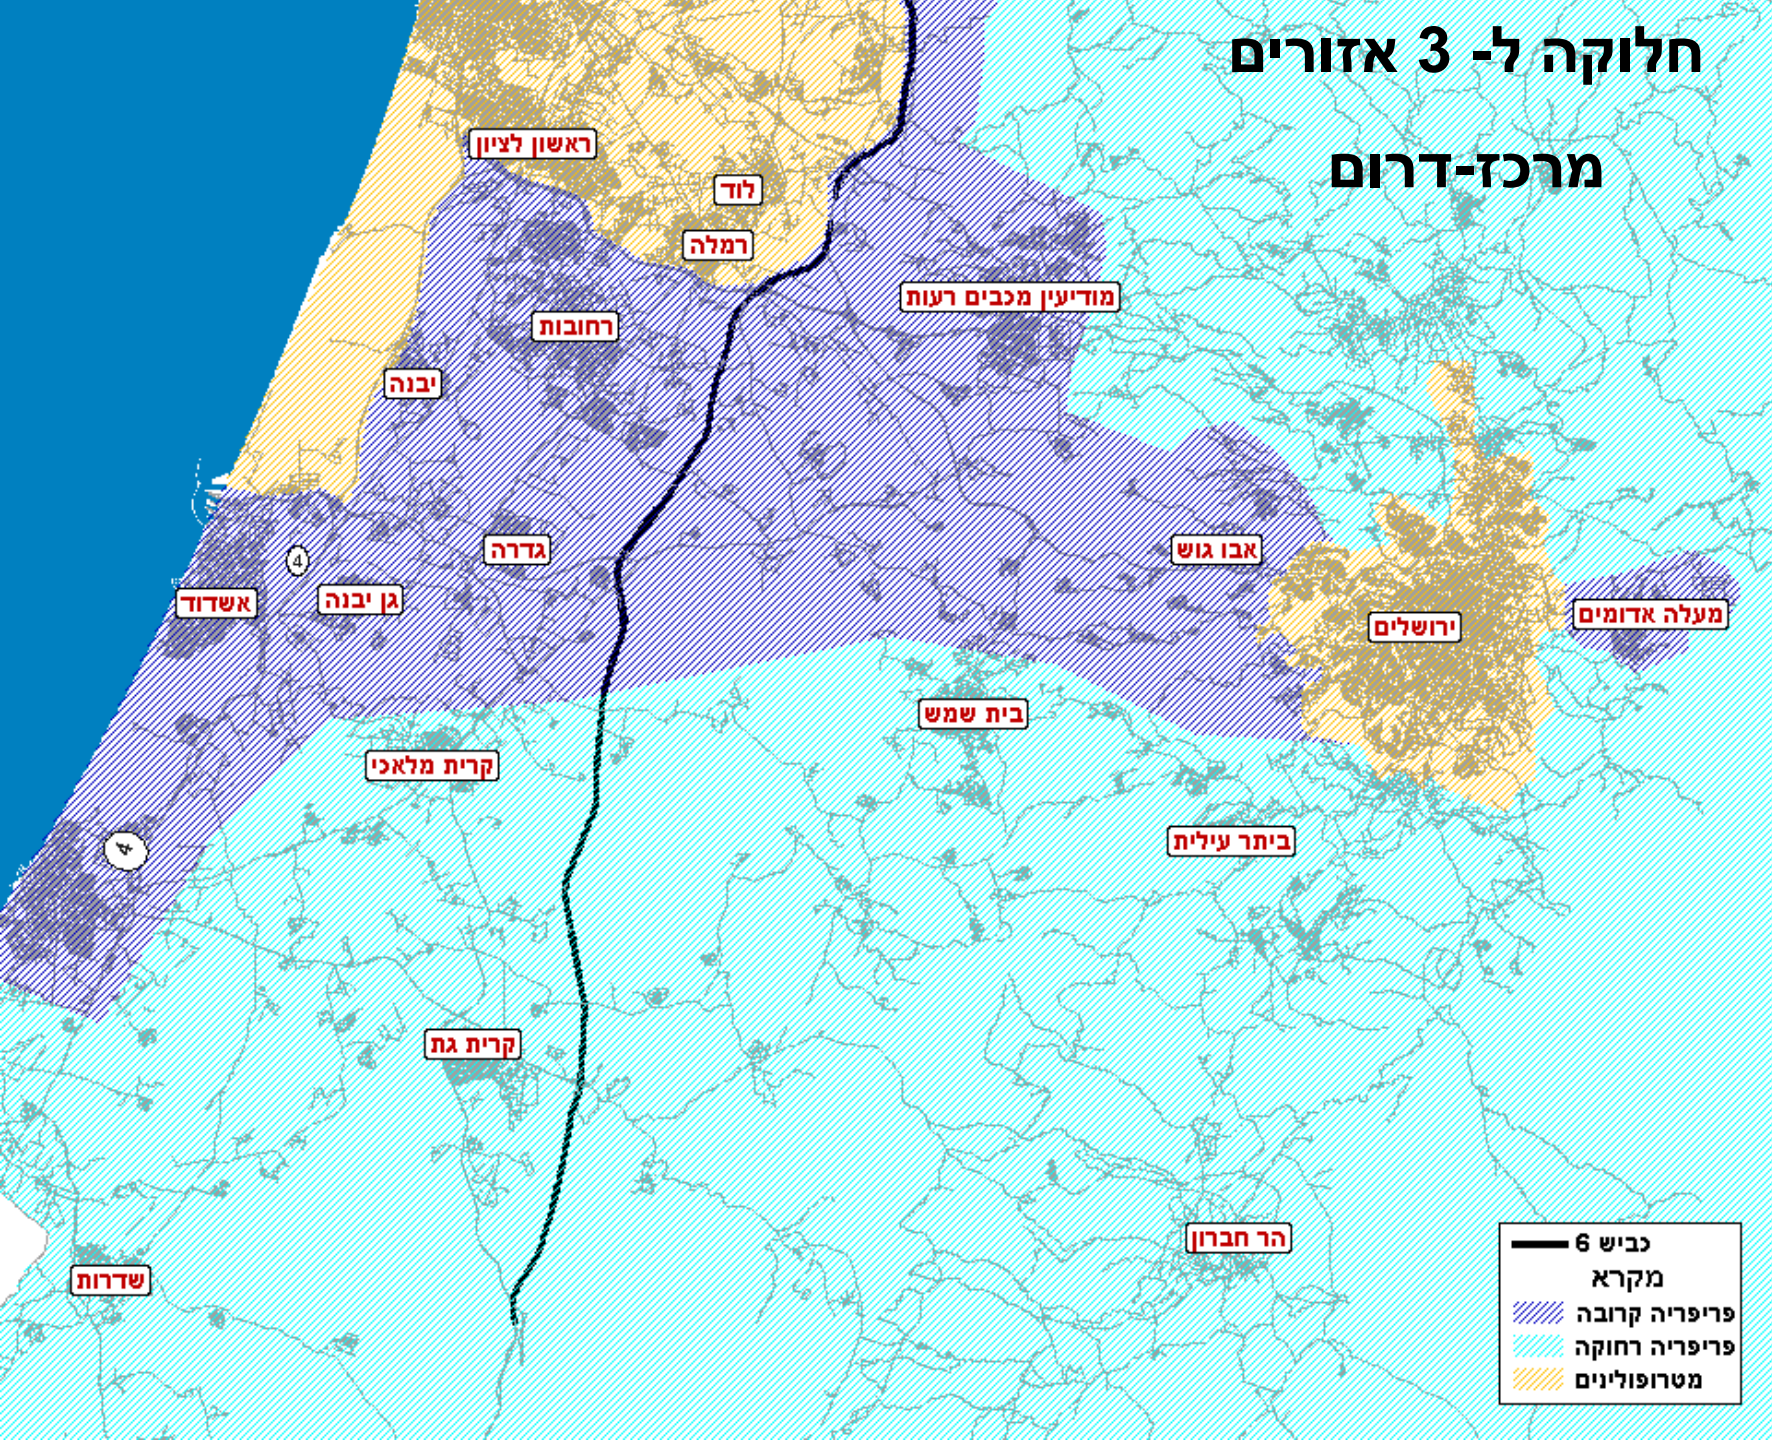 חלוקה ל- 3 אזורים
מרכז-דרום
ראשון לציון
לוד
רמלה
מודיעין מכבים רעות
רחובות
יבנה
גדרה
אבו גוש
4
גן יבנה
אשדוד
מעלה אדומים
ירושלים
בית שמש
קרית מלאכי
ביתר עילית
4
קרית גת
הר חברון
שדרות
כביש 6
מקרא
פריפריה קרובה
פריפריה רחוקה
מטרופולינים